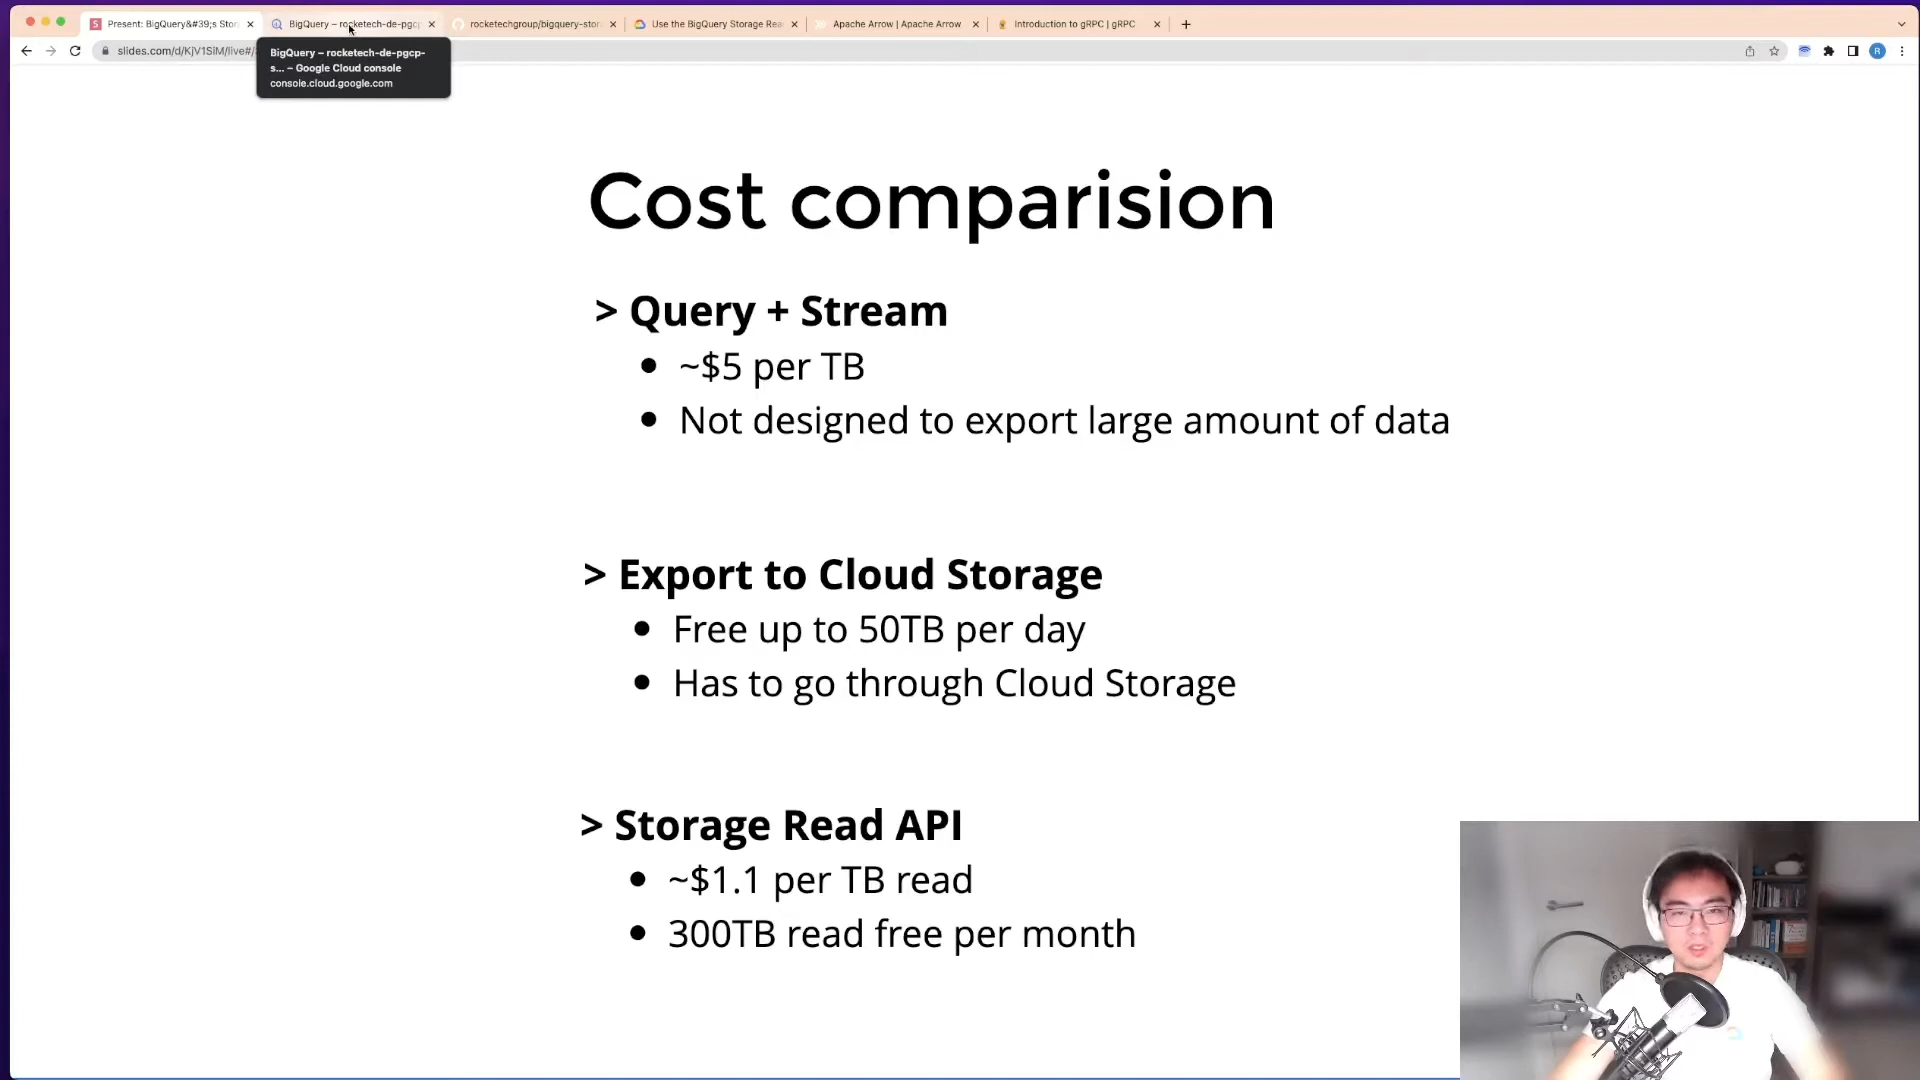 Present: BigQuery&#39;s Stor
BigQuery – rocketech-de-pgcp
rocketechgroup/bigquery-stor
Use the BigQuery Storage Rea
Apache Arrow | Apache Arrow
Introduction to gRPC | gRPC
slides.com/d/KjV1SiM/live#/
R
BigQuery – rocketech-de-pgcp-
s... – Google Cloud console
console.cloud.google.com
Cost comparision
> Query + Stream
~$5 per TB
Not designed to export large amount of data
> Export to Cloud Storage
Free up to 50TB per day
Has to go through Cloud Storage
> Storage Read API
~$1.1 per TB read
300TB read free per month